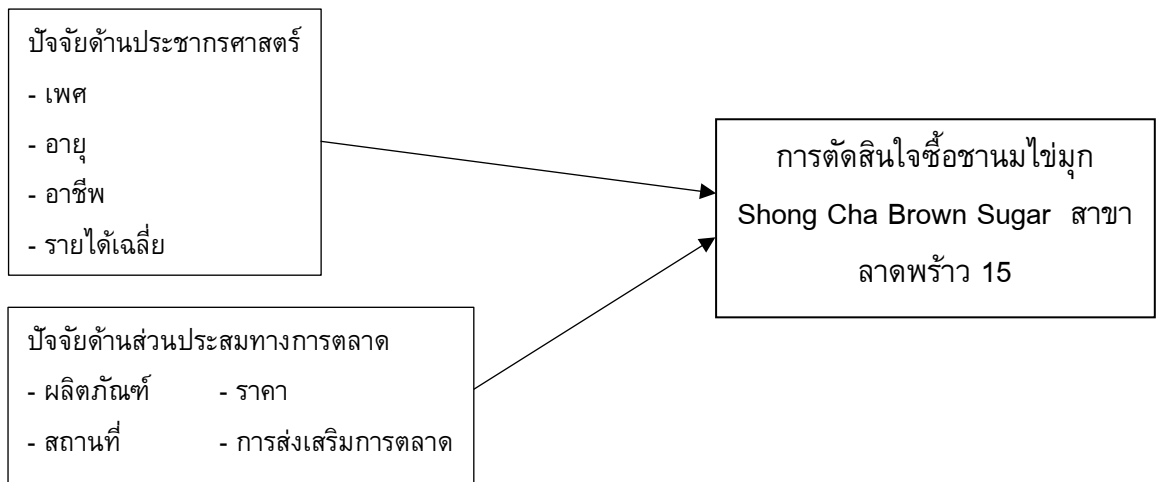 ปัจจัยด้านประชากรศาสตร์
- เพศ
- อายุ
- อาชีพ
- รายได้เฉลี่ย
การตัดสินใจซื้อชานมไข่มุก
Shong Cha Brown Sugar สาขา
ลาดพร้าว 15
ปัจจัยด้านส่วนประสมทางการตลาด
- ผลิตภัณฑ์ - ราคา
- สถานที่ - การส่งเสริมการตลาด